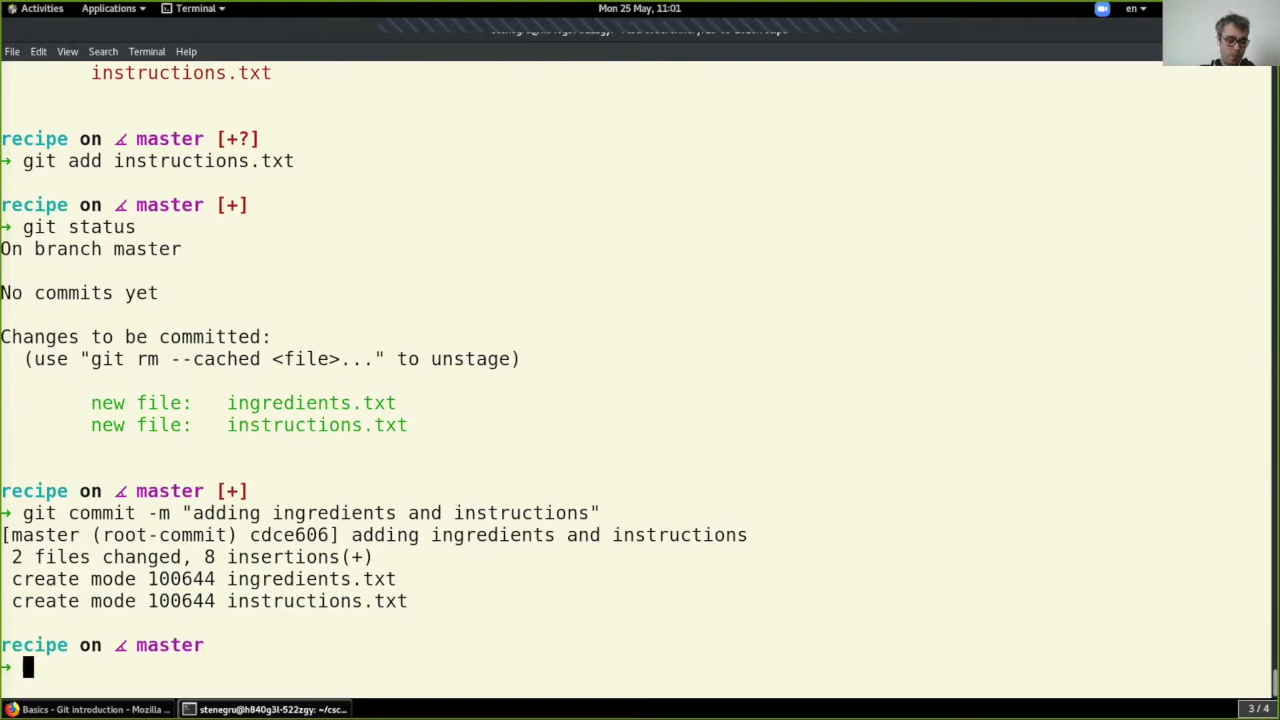 Activities Applications Terminal Mon 25 May, 11:01 en
File Edit View Search Terminal Help
instructions.txt
recipe on master [+?]
➜ git add instructions.txt
recipe on master [+]
➜ git status
On branch master
No commits yet
Changes to be committed:
(use "git rm --cached <file>..." to unstage)
new file: ingredients.txt
new file: instructions.txt
recipe on master [+]
➜ git commit -m "adding ingredients and instructions"
[master (root-commit) cdce606] adding ingredients and instructions
2 files changed, 8 insertions(+)
create mode 100644 ingredients.txt
create mode 100644 instructions.txt
recipe on master
➜
Basics - Git introduction - Mozilla ... stenegru@h840g3l-522zgy: ~/csc... 3 / 4